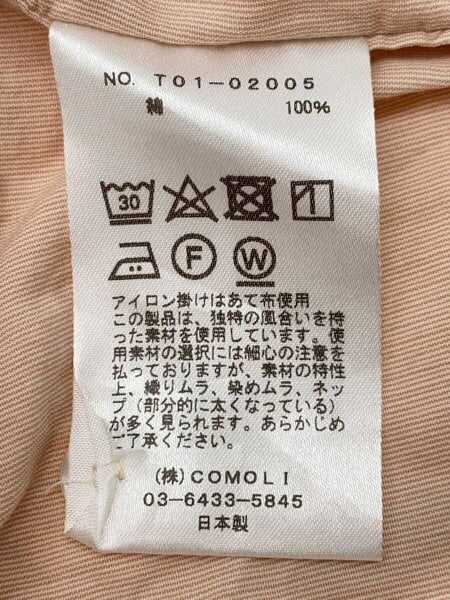 NO. T01-02005
綿 100%
30
F W
アイロン掛けはあて布使用
この製品は、独特の風合いを持
った素材を使用しています。使
用素材の選択には細心の注意を
払っておりますが、素材の特性
上、織りムラ、染めムラ、ネッ
プ(部分的に太くなっている)
が多く見られます。あらかじめ
ご了承ください。
(株)COMOLI
03-6433-5845
日本製